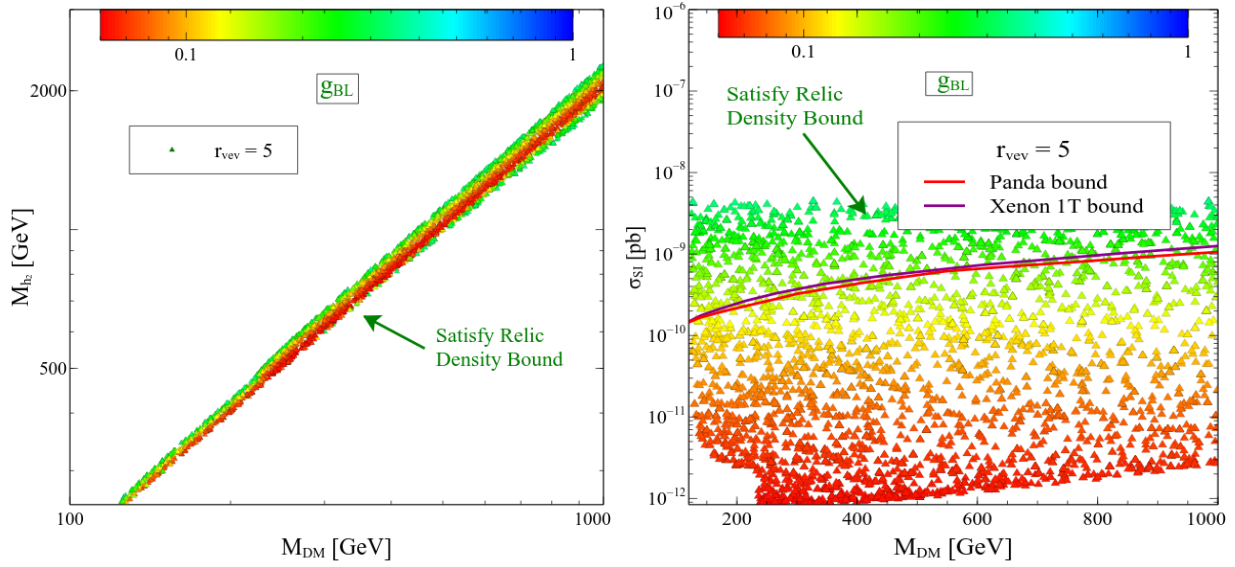 0.1
1
g_BL
2000
r_vev = 5
M_h₂ [GeV]
Satisfy Relic
Density Bound
500
100
1000
M_DM [GeV]
10⁻⁶
0.1
1
10⁻⁷
g_BL
Satisfy Relic
Density Bound
r_vev = 5
10⁻⁸
Panda bound
Xenon 1T bound
σ_SI [pb]
10⁻⁹
10⁻¹⁰
10⁻¹¹
10⁻¹²
200
400
600
800
1000
M_DM [GeV]